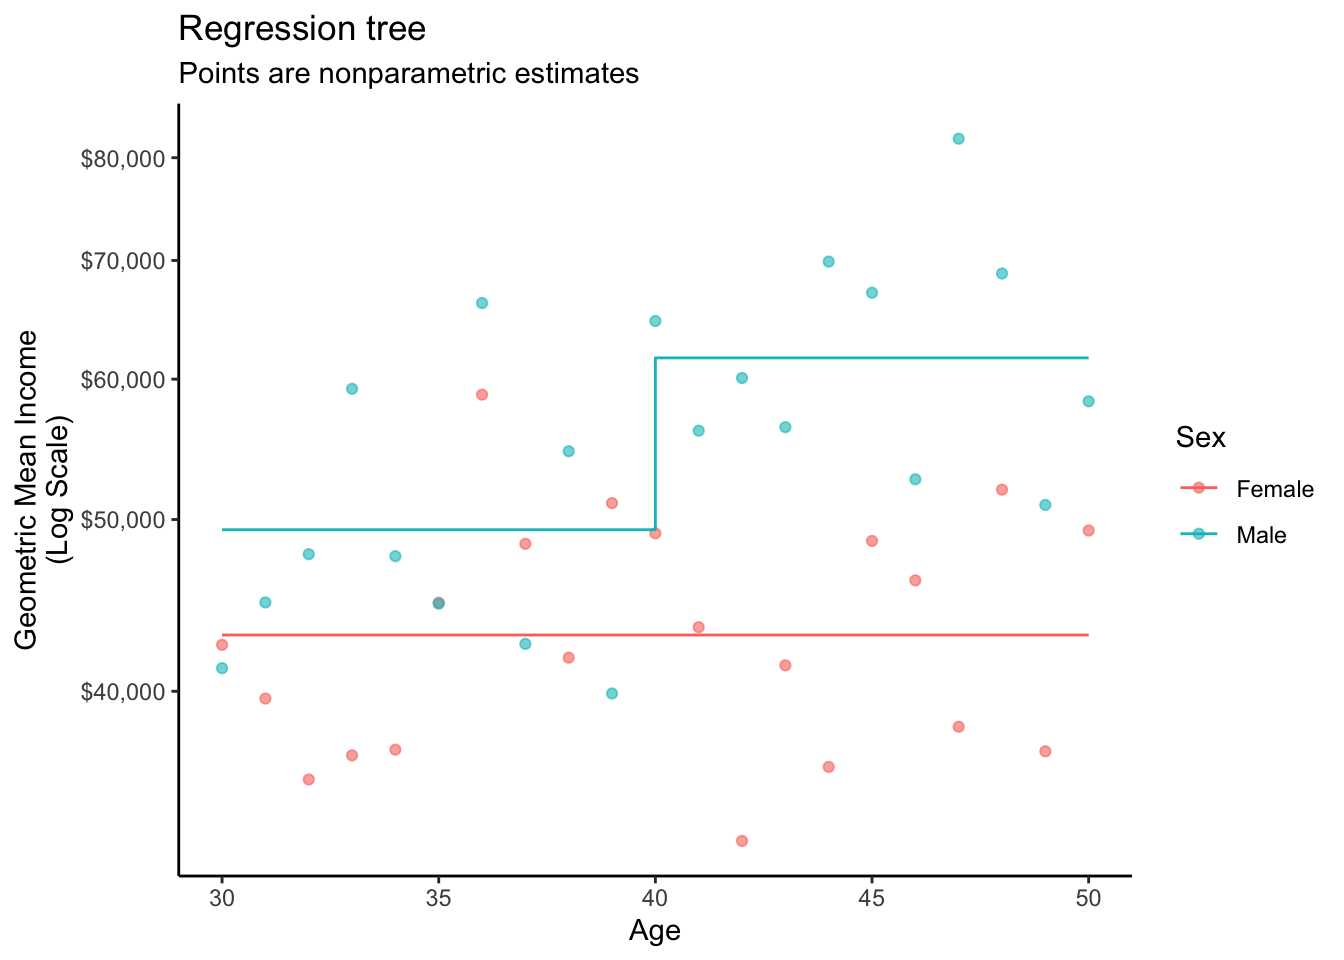 Regression tree
Points are nonparametric estimates
Geometric Mean Income
(Log Scale)
$80,000
$70,000
$60,000
$50,000
$40,000
30
35
40
45
50
Age
Sex
Female
Male